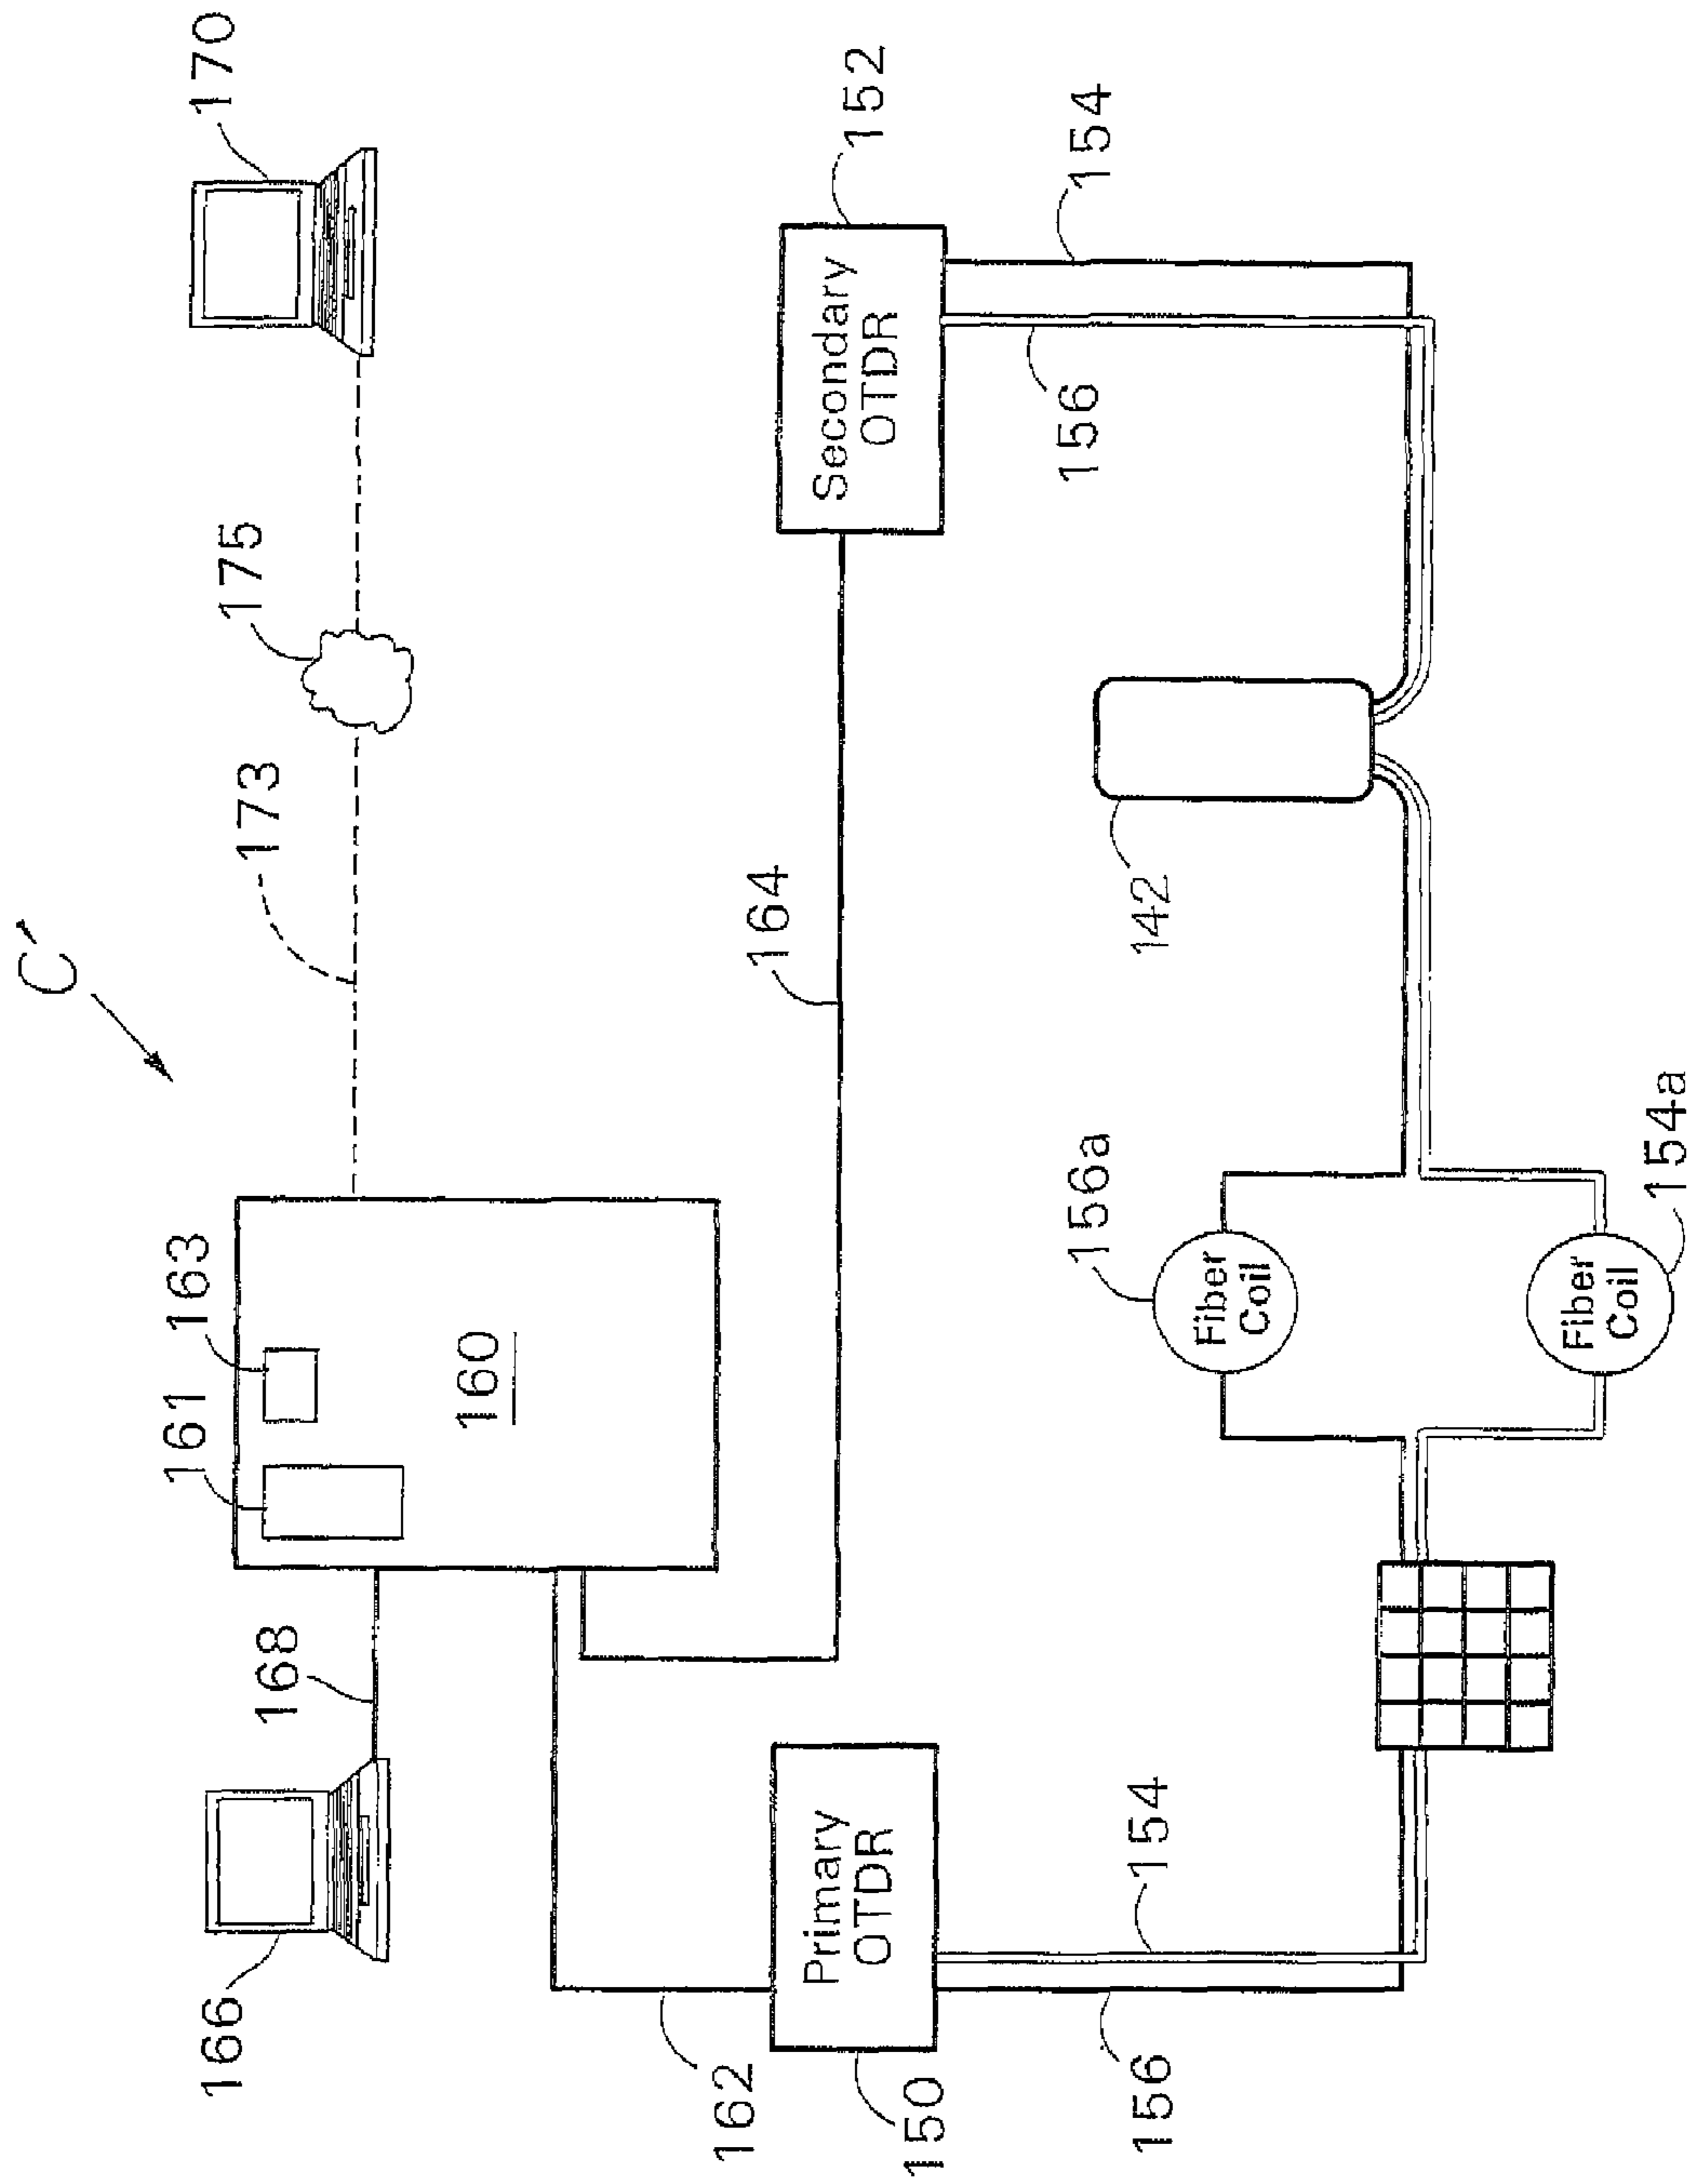 C'
166
168
161
163
160
173
175
170
162
164
Primary
OTDR
150
Secondary
OTDR
152
156
154
156a
Fiber
Coil
Fiber
Coil
154a
142
156
154